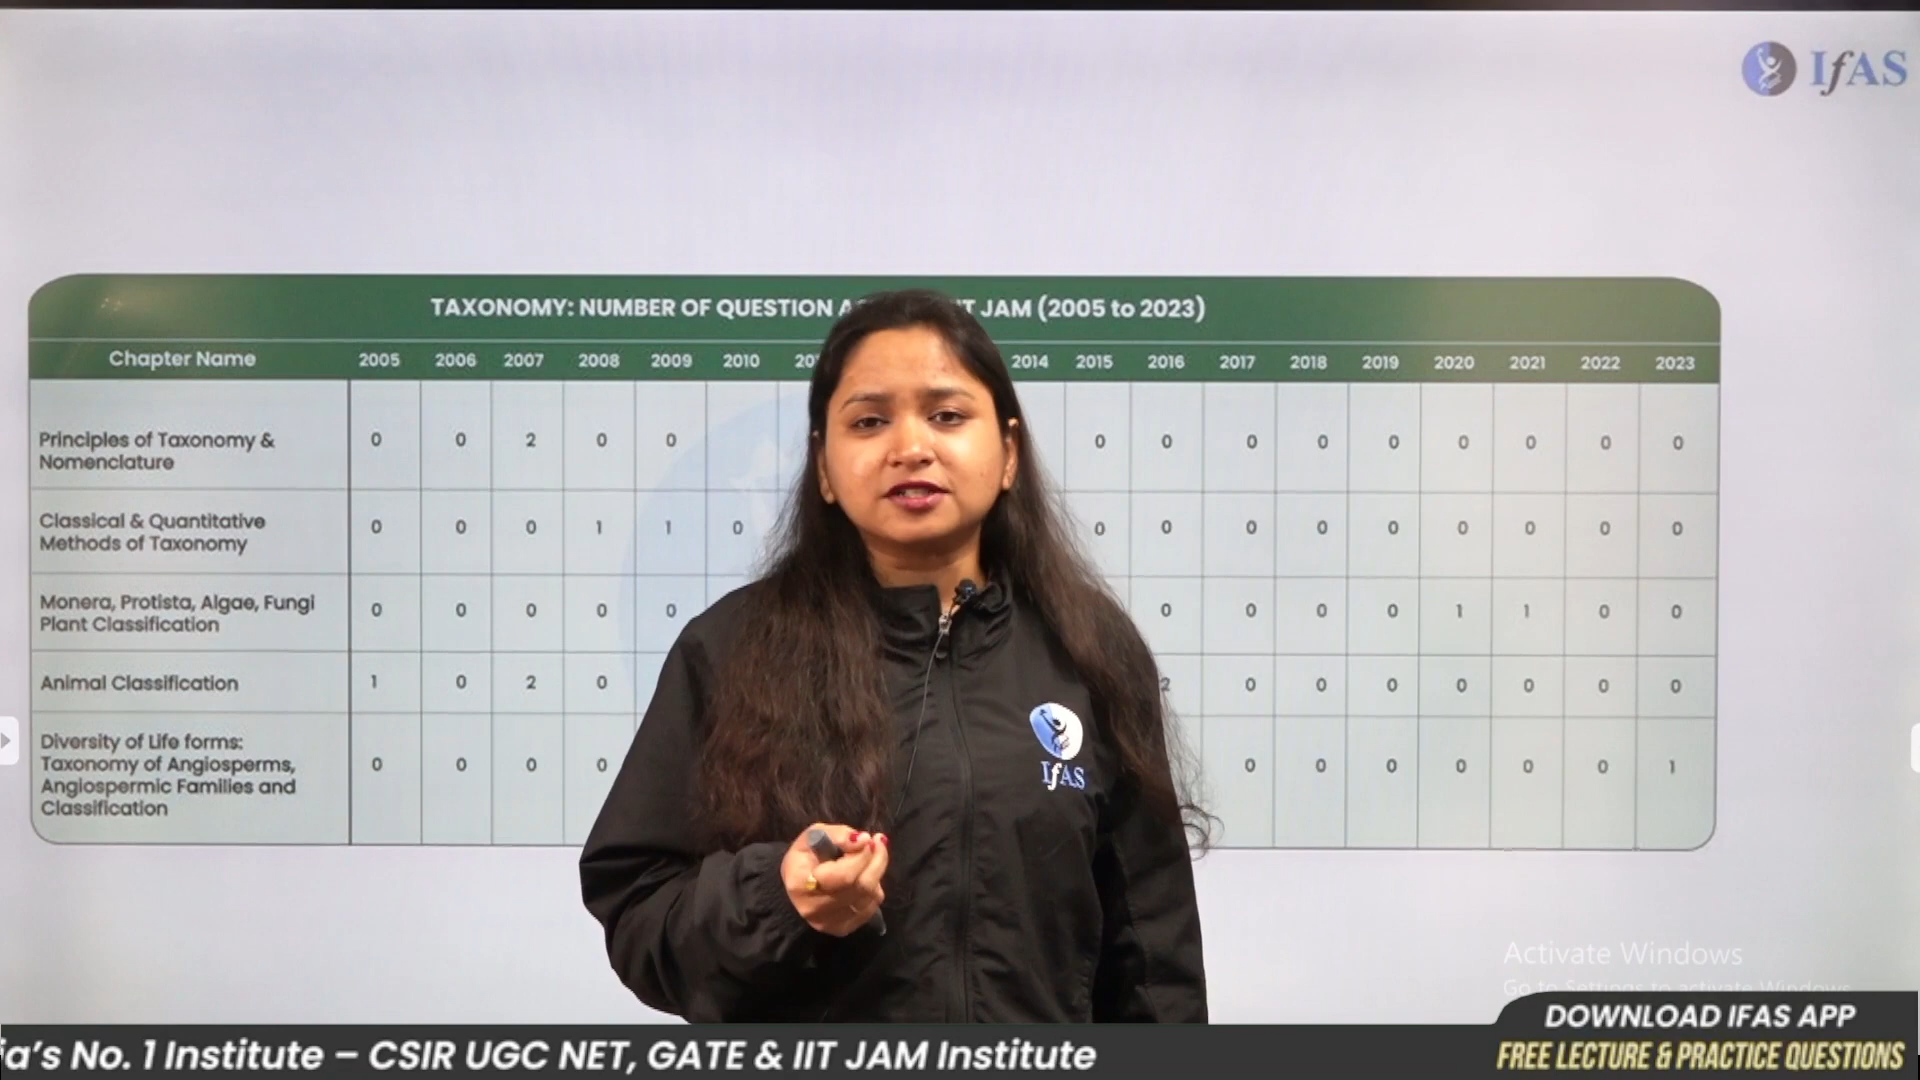 IfAS
TAXONOMY: NUMBER OF QUESTION JAM (2005 to 2023)
Chapter Name 2005 2006 2007 2008 2009 2010 2014 2015 2016 2017 2018 2019 2020 2021 2022 2023
Principles of Taxonomy & 0 0 2 0 0 0 0 0 0 0 0 0 0 0
Nomenclature
Classical & Quantitative 0 0 0 1 1 0 0 0 0 0 0 0 0 0 0
Methods of Taxonomy
Monera, Protista, Algae, Fungi 0 0 0 0 0 0 0 0 0 1 1 0 0
Plant Classification
Animal Classification 1 0 2 0 2 0 0 0 0 0 0 0
Diversity of Life forms:
Taxonomy of Angiosperms, 0 0 0 0 0 0 0 0 0 0 1
Angiospermic Families and
Classification
IfAS
Activate Windows
Go to Settings to activate Windows
DOWNLOAD IFAS APP
ia's No. 1 Institute – CSIR UGC NET, GATE & IIT JAM Institute
FREE LECTURE & PRACTICE QUESTIONS